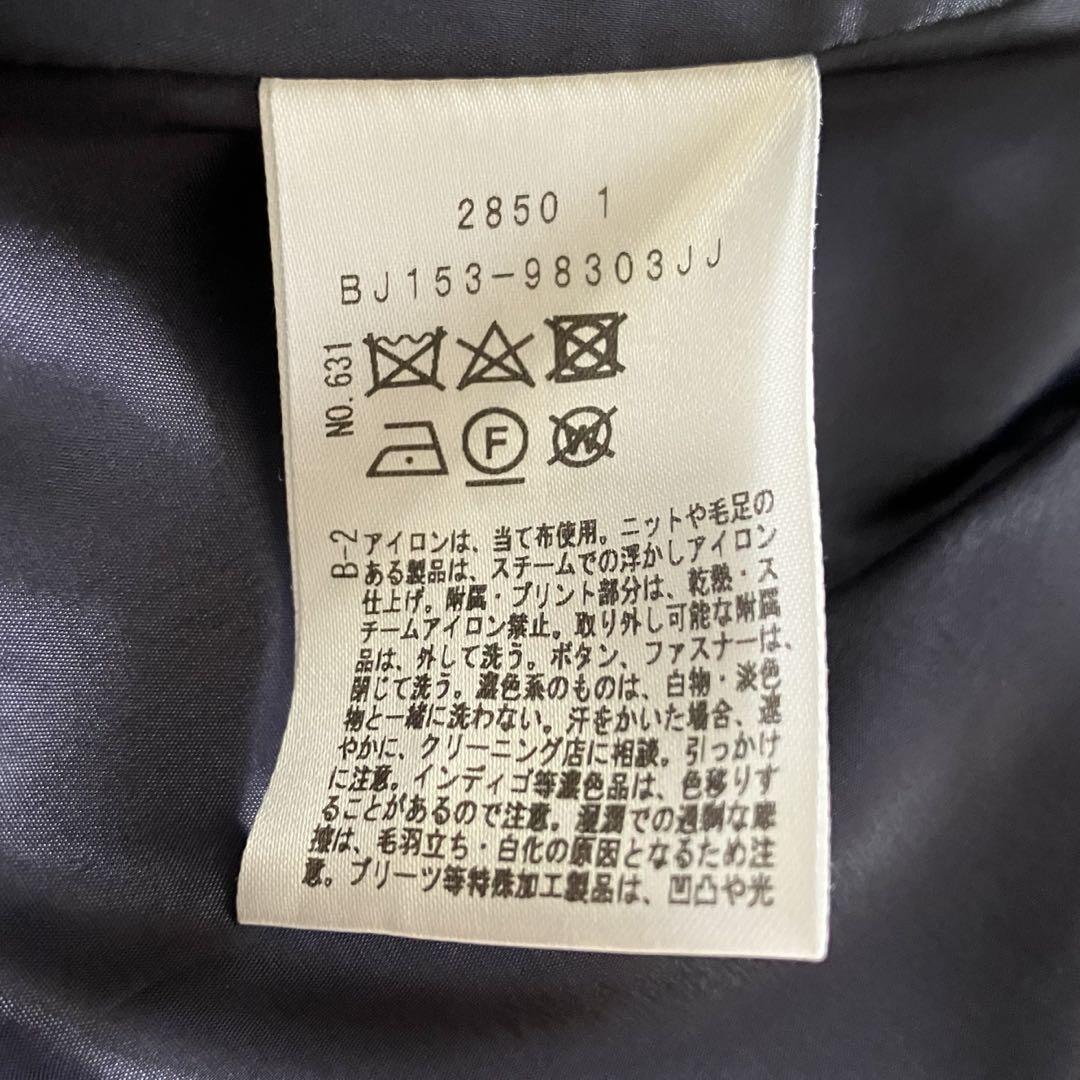 2850 1
BJ153-98303JJ
NO.631
F
W
B-2
アイロンは、当て布使用。ニットや毛足の
ある製品は、スチームでの浮かしアイロン
仕上げ。附属・プリント部分は、乾熱・ス
チームアイロン禁止。取り外し可能な附属
品は、外して洗う。ボタン、ファスナーは、
閉じて洗う。濃色系のものは、白物・淡色
物と一緒に洗わない。汗をかいた場合、速
やかに、クリーニング店に相談。引っかけ
に注意。インディゴ等濃色品は、色移りす
ることがあるので注意。湿潤での過剰な摩
擦は、毛羽立ち・白化の原因となるため注
意。プリーツ等特殊加工製品は、凹凸や光